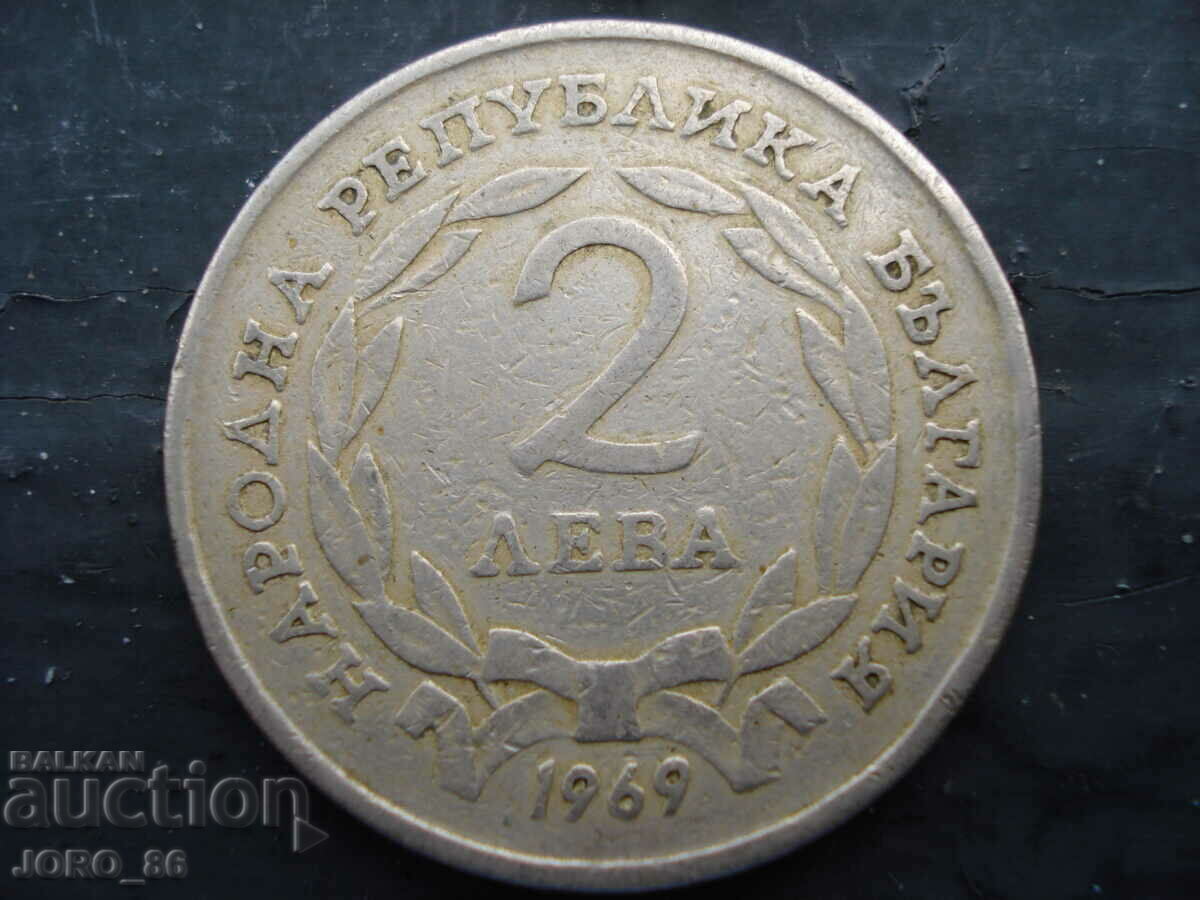 НАРОДНА РЕПУБЛИКА БЪЛГАРИЯ
2
ЛЕВА
1969
BALKAN
auction
JORO_86